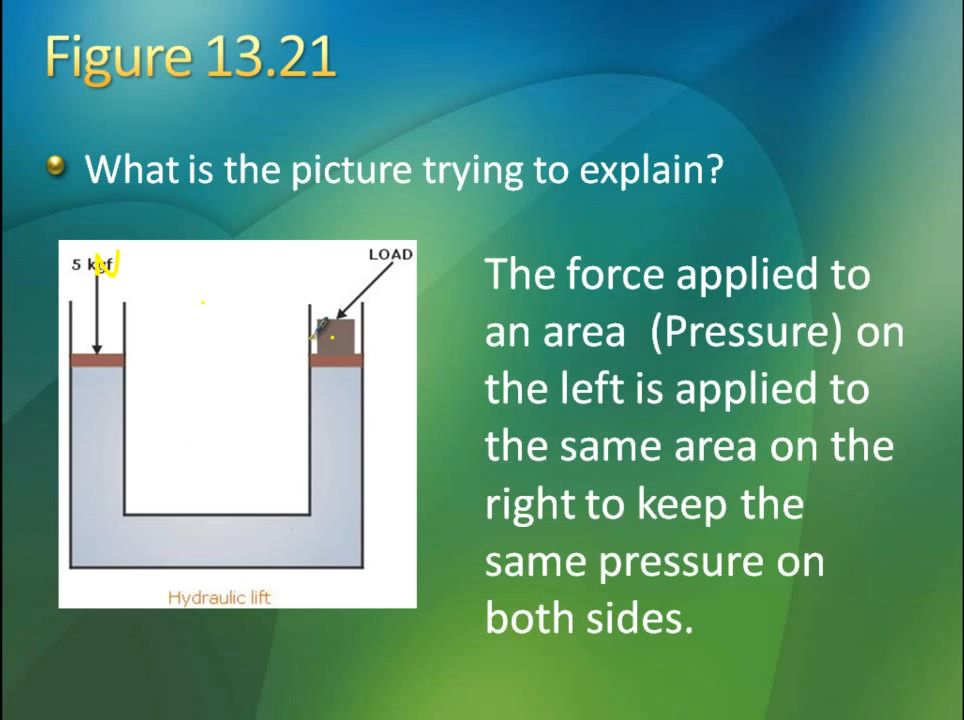 Figure 13.21
What is the picture trying to explain?
5 kgf N
LOAD
Hydraulic lift
The force applied to
an area (Pressure) on
the left is applied to
the same area on the
right to keep the
same pressure on
both sides.